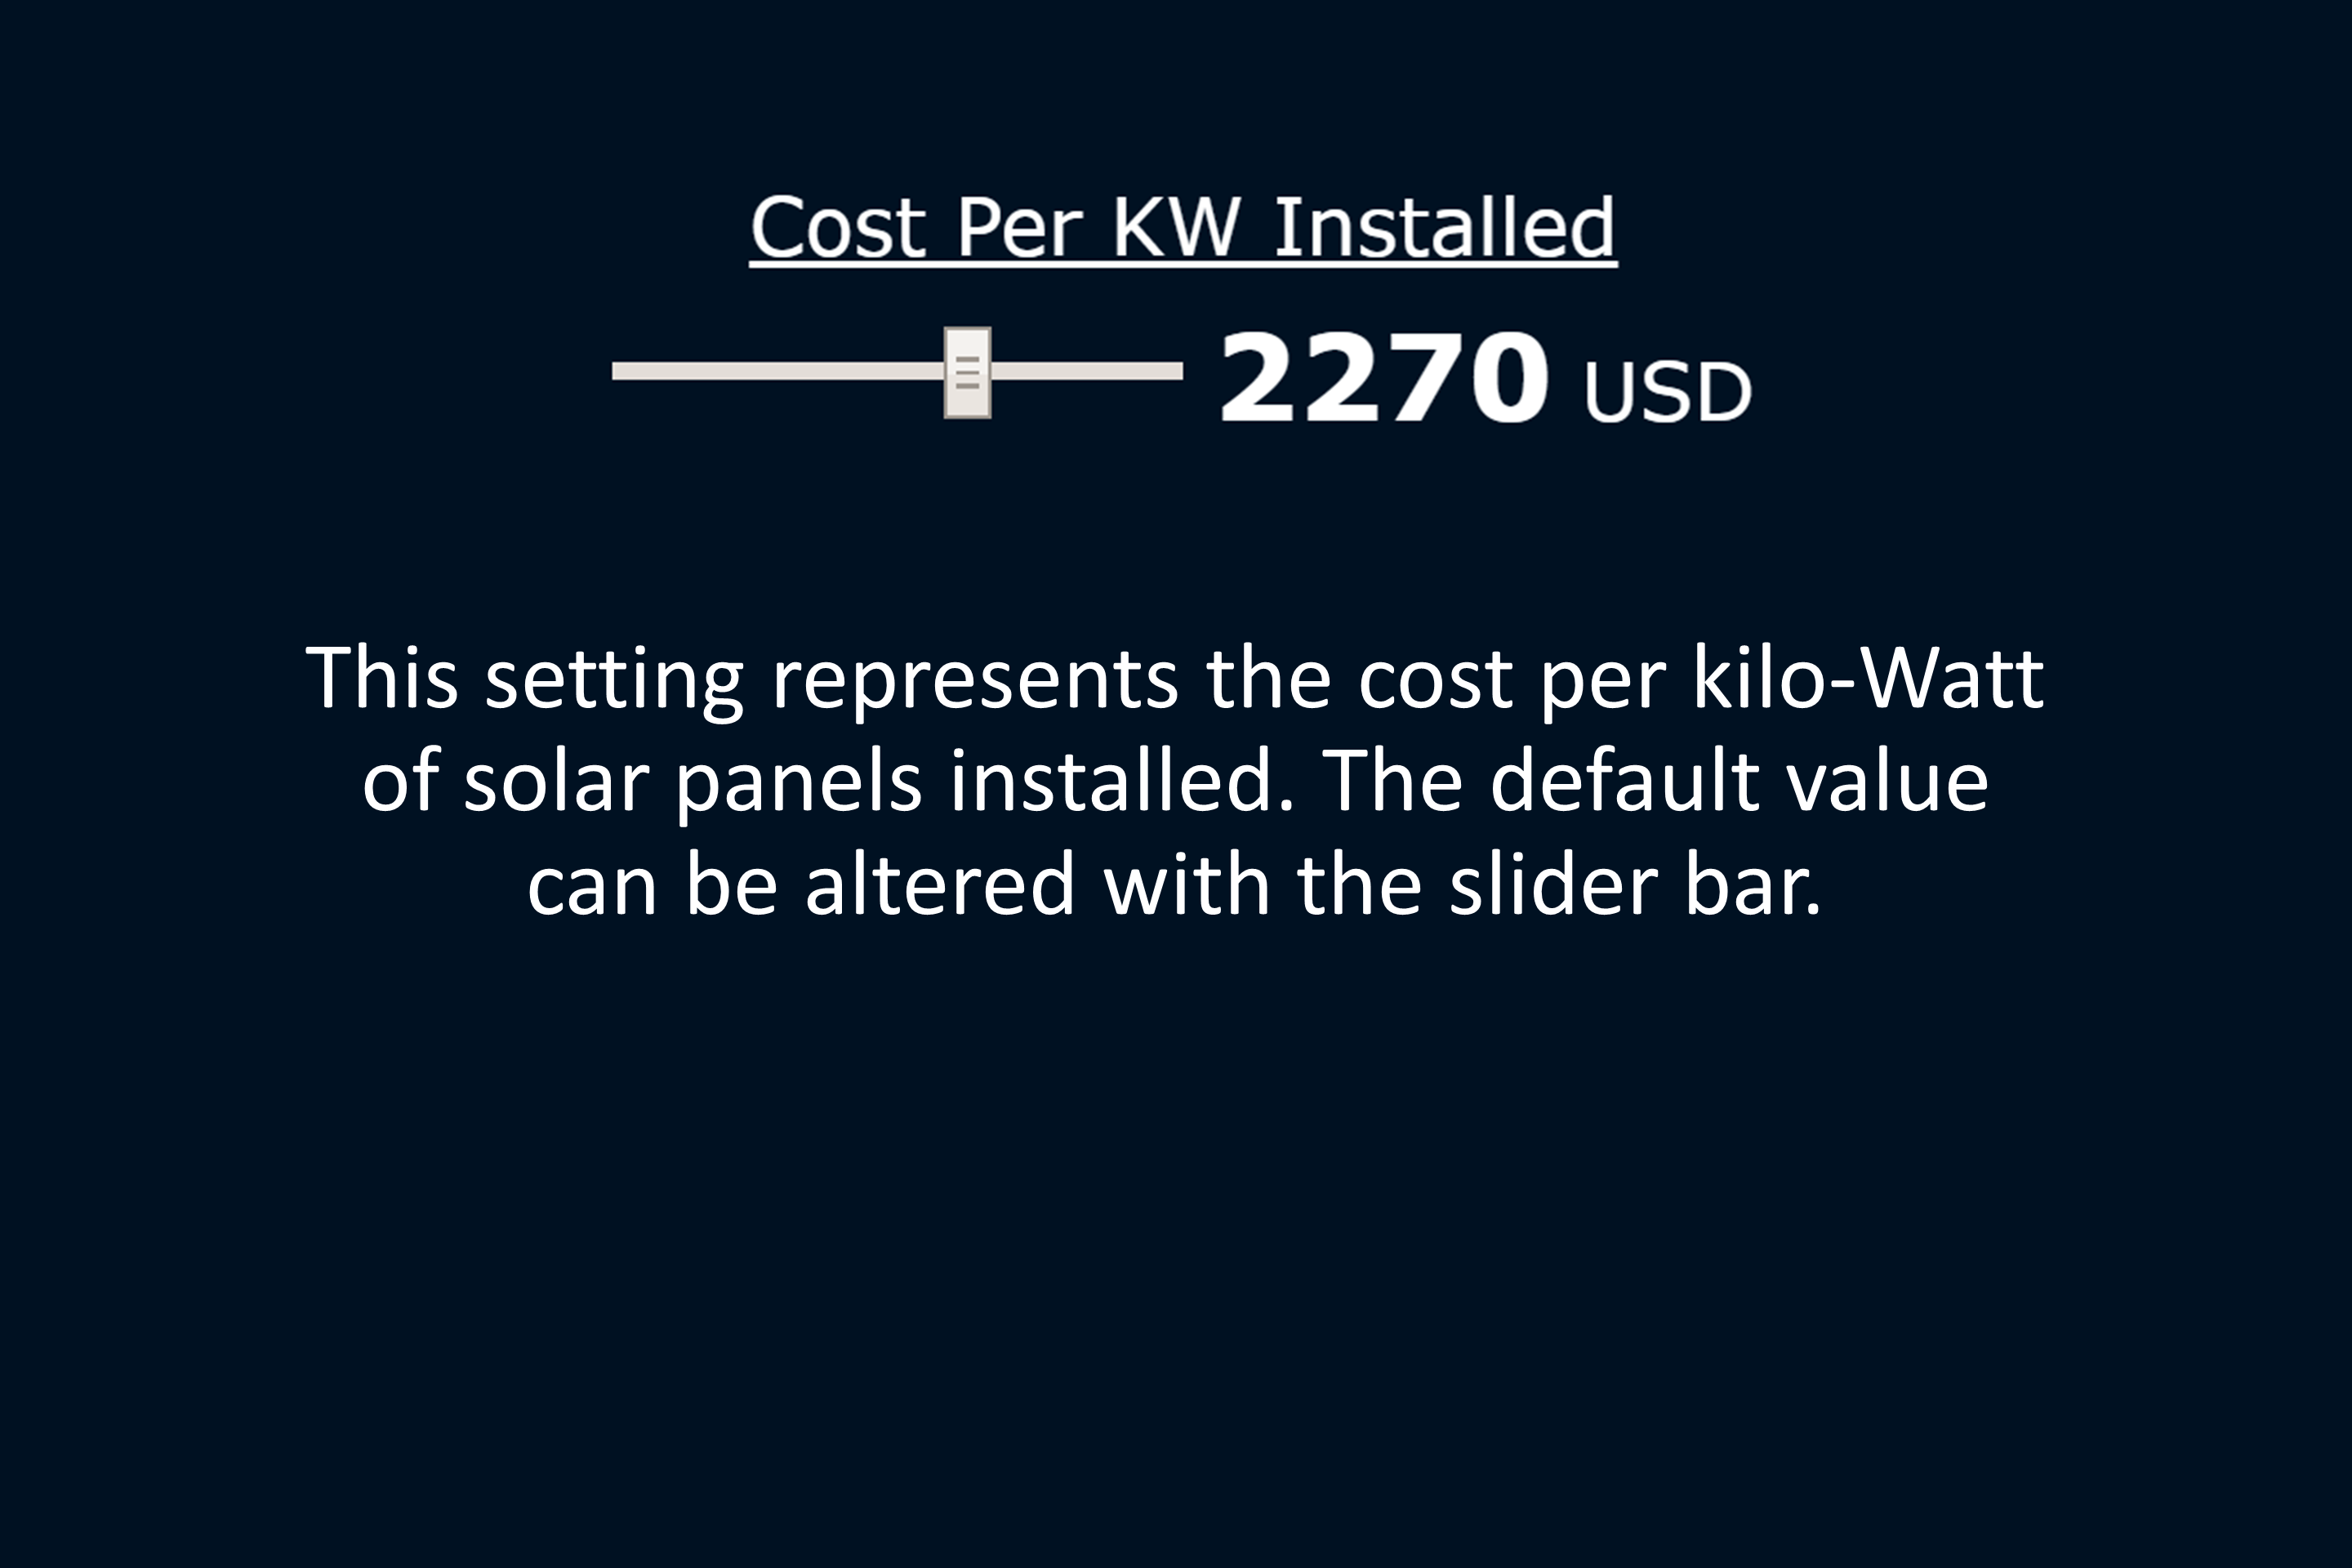 Cost Per KW Installed
2270 USD
This setting represents the cost per kilo-Watt
of solar panels installed. The default value
can be altered with the slider bar.